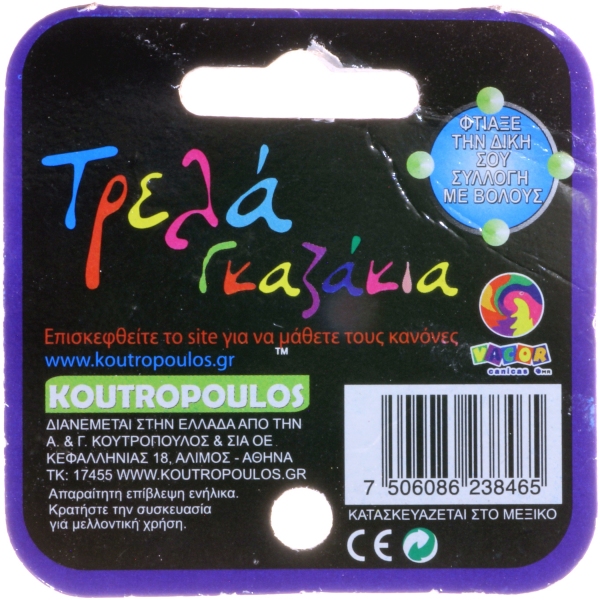 ΦΤΙΑΞΕ
ΤΗΝ ΔΙΚΗ
ΣΟΥ
ΣΥΛΛΟΓΗ
ΜΕ ΒΟΛΟΥΣ
Τρελά
γκαζάκια
Επισκεφθείτε το site για να μάθετε τους κανόνες
www.koutropoulos.gr
VACOR
canicas
KOUTROPOULOS™
ΔΙΑΝΕΜΕΤΑΙ ΣΤΗΝ ΕΛΛΑΔΑ ΑΠΟ ΤΗΝ
Α. & Γ. ΚΟΥΤΡΟΠΟΥΛΟΣ & ΣΙΑ ΟΕ.
ΚΕΦΑΛΛΗΝΙΑΣ 18, ΑΛΙΜΟΣ - ΑΘΗΝΑ
ΤΚ: 17455 WWW.KOUTROPOULOS.GR
Απαραίτητη επίβλεψη ενήλικα.
Κρατήστε την συσκευασία
γιά μελλοντική χρήση.
7 506086 238465
ΚΑΤΑΣΚΕΥΑΖΕΤΑΙ ΣΤΟ ΜΕΞΙΚΟ
CE